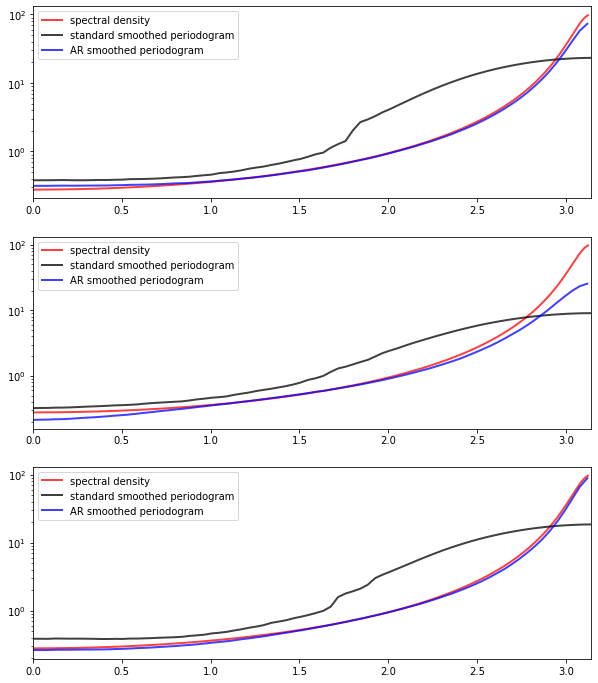 10²
10¹
10⁰
spectral density
standard smoothed periodogram
AR smoothed periodogram
0.0 0.5 1.0 1.5 2.0 2.5 3.0
10²
10¹
10⁰
spectral density
standard smoothed periodogram
AR smoothed periodogram
0.0 0.5 1.0 1.5 2.0 2.5 3.0
10²
10¹
10⁰
spectral density
standard smoothed periodogram
AR smoothed periodogram
0.0 0.5 1.0 1.5 2.0 2.5 3.0